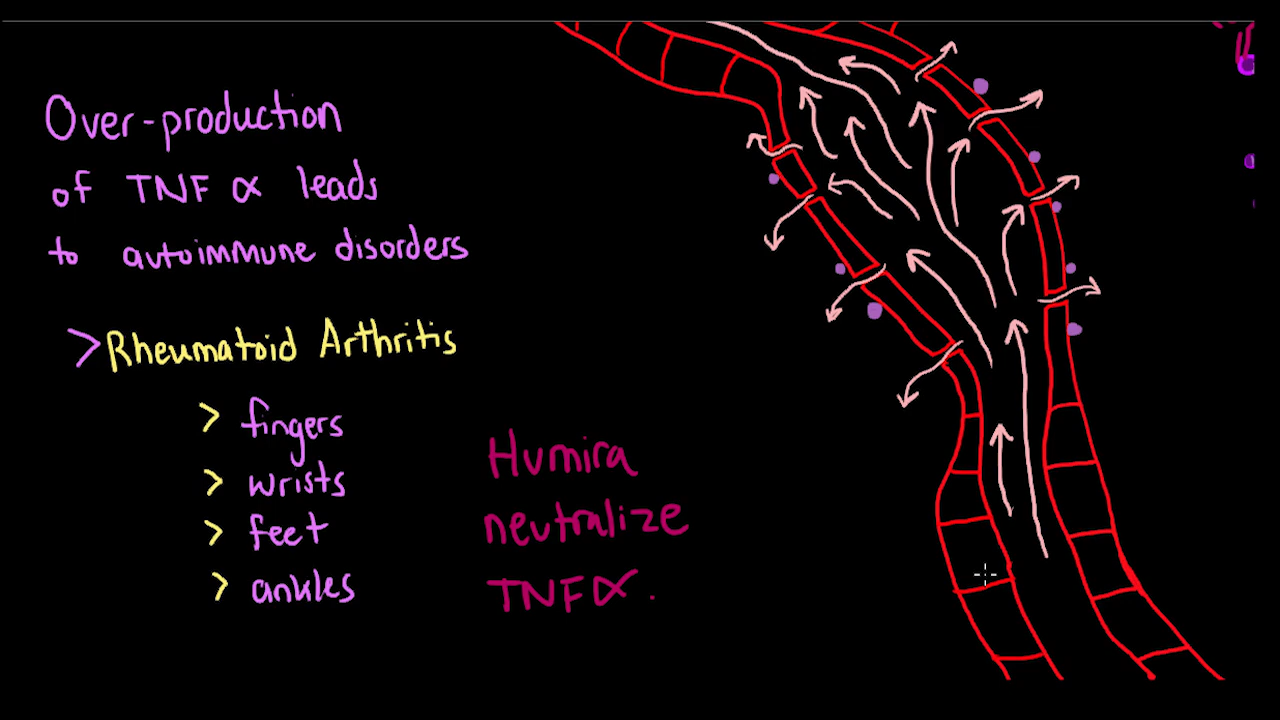 Over-production
of TNF α leads
to autoimmune disorders
> Rheumatoid Arthritis
> fingers
> wrists
> feet
> ankles
Humira
neutralize
TNFα.